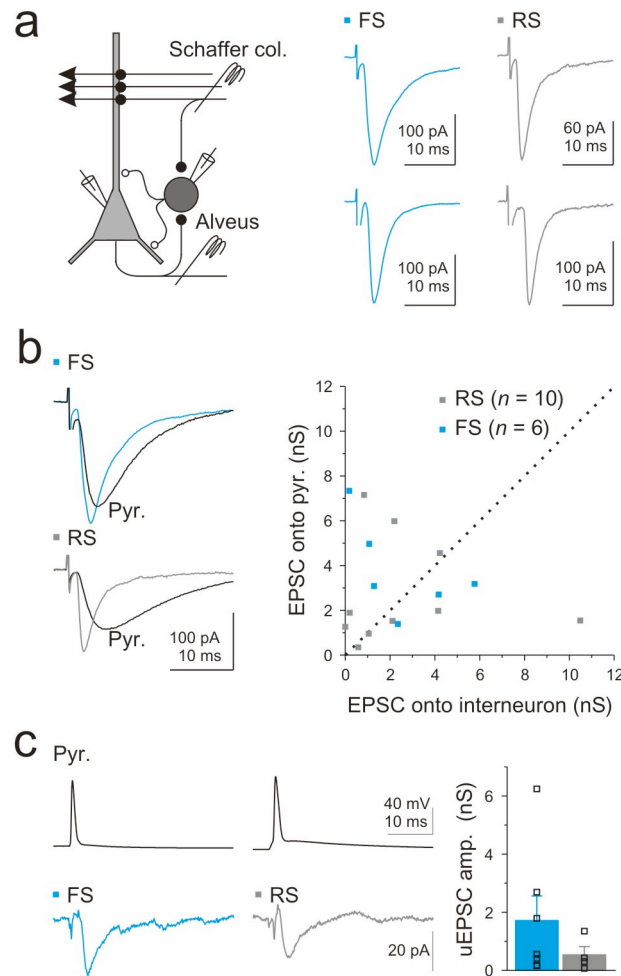 a
Schaffer col.
Alveus
FS
RS
100 pA
10 ms
60 pA
10 ms
100 pA
10 ms
100 pA
10 ms
b
FS
Pyr.
RS
Pyr.
100 pA
10 ms
12
10
8
6
4
2
0
0 2 4 6 8 10 12
EPSC onto pyr. (nS)
EPSC onto interneuron (nS)
RS (n = 10)
FS (n = 6)
c
Pyr.
40 mV
10 ms
FS
RS
20 pA
uEPSC amp. (nS)
6
4
2
0